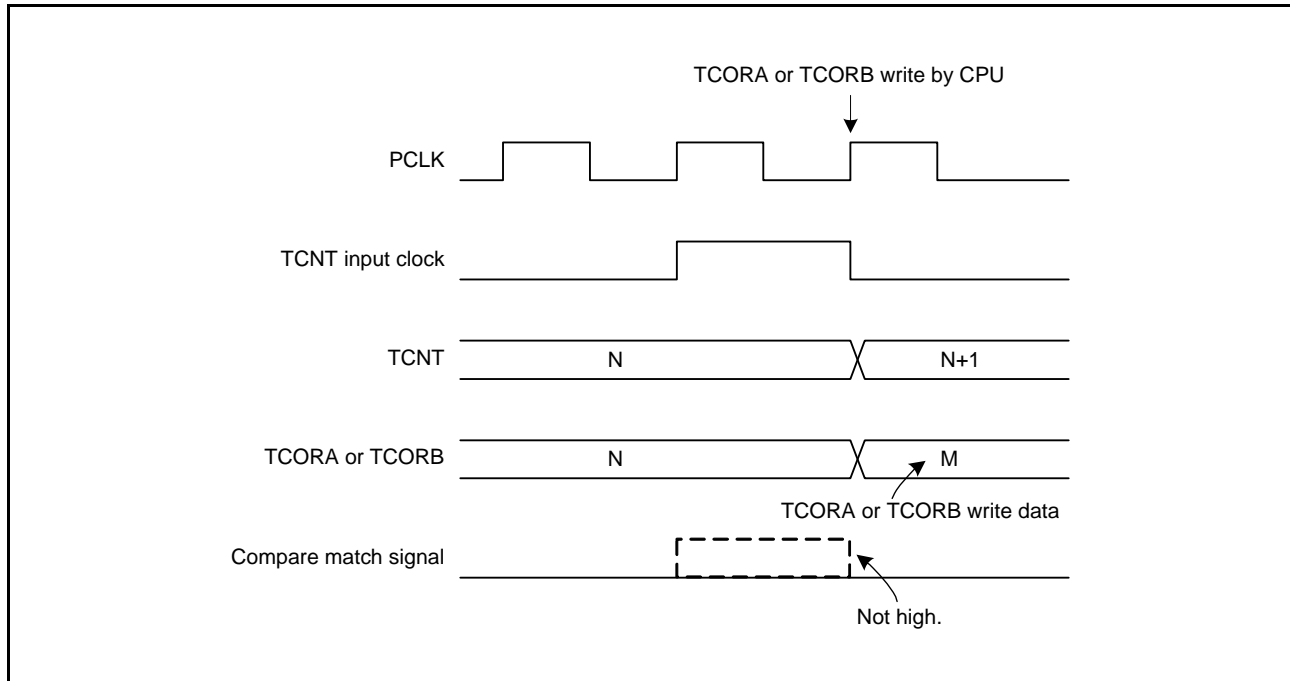 TCORA or TCORB write by CPU
PCLK
TCNT input clock
TCNT
N
N+1
TCORA or TCORB
N
M
TCORA or TCORB write data
Compare match signal
Not high.